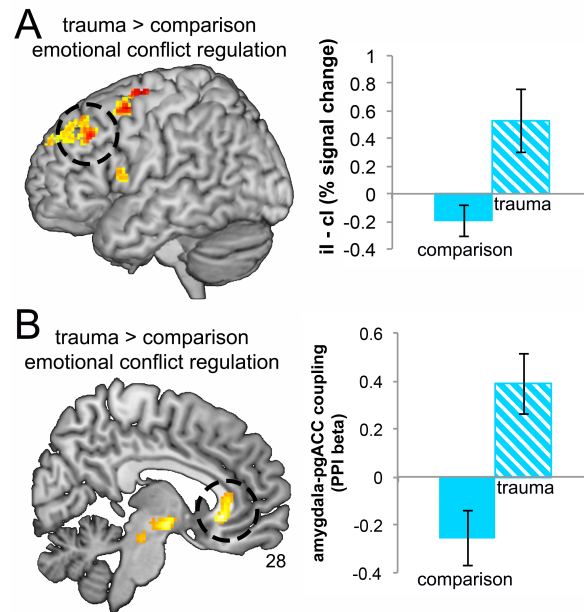 A
trauma > comparison
emotional conflict regulation
iI - cI (% signal change)
1
0.8
0.6
0.4
0.2
0
-0.2
-0.4
trauma
comparison
B
trauma > comparison
emotional conflict regulation
28
amygdala-pgACC coupling
(PPI beta)
0.6
0.4
0.2
0
-0.2
-0.4
trauma
comparison